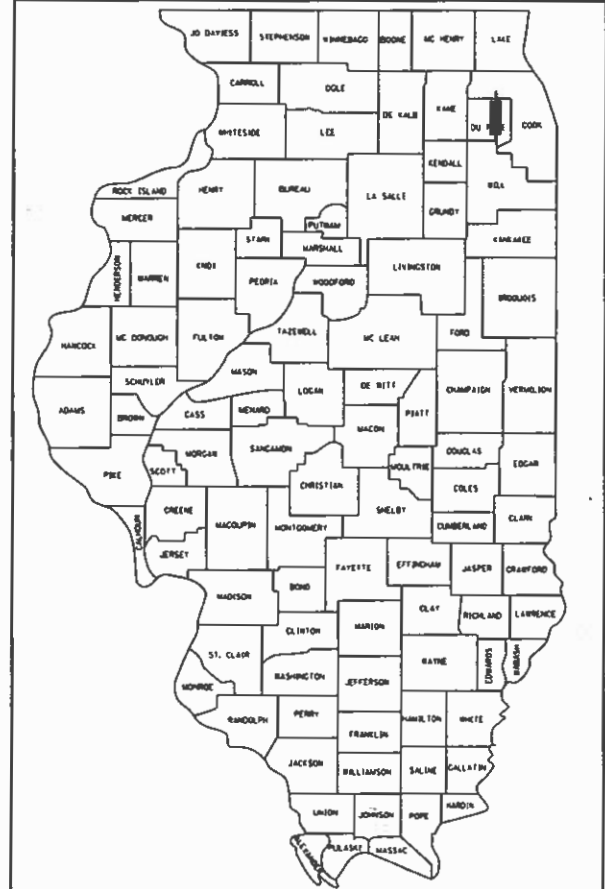 JO DAVIESS STEPHENSON WINNEBAGO BOONE MC HENRY LAKE
CARROLL OGLE DE KALB KANE DU COOK
WHITESIDE LEE
KENDALL WILL
ROCK ISLAND HENRY BUREAU LA SALLE GRUNDY
MERCER PUTNAM KANKAKEE
STARK MARSHALL
HENDERSON WARREN KNOX PEORIA WOODFORD LIVINGSTON IROQUOIS
HANCOCK MC DONOUGH FULTON TAZEWELL MC LEAN FORD
SCHUYLER MASON LOGAN DE WITT CHAMPAIGN VERMILION
ADAMS BROWN CASS MENARD MACON PIATT
PIKE SCOTT MORGAN SANGAMON CHRISTIAN MOULTRIE DOUGLAS EDGAR
COLES
CALHOUN GREENE MACOUPIN MONTGOMERY SHELBY CUMBERLAND CLARK
JERSEY
MADISON BOND FAYETTE EFFINGHAM JASPER CRAWFORD
CLINTON MARION CLAY RICHLAND LAWRENCE
ST. CLAIR WASHINGTON JEFFERSON WAYNE EDWARDS WABASH
MONROE
RANDOLPH PERRY HAMILTON WHITE
FRANKLIN
JACKSON WILLIAMSON SALINE GALLATIN
UNION JOHNSON POPE HARDIN
ALEXANDER PULASKI MASSAC